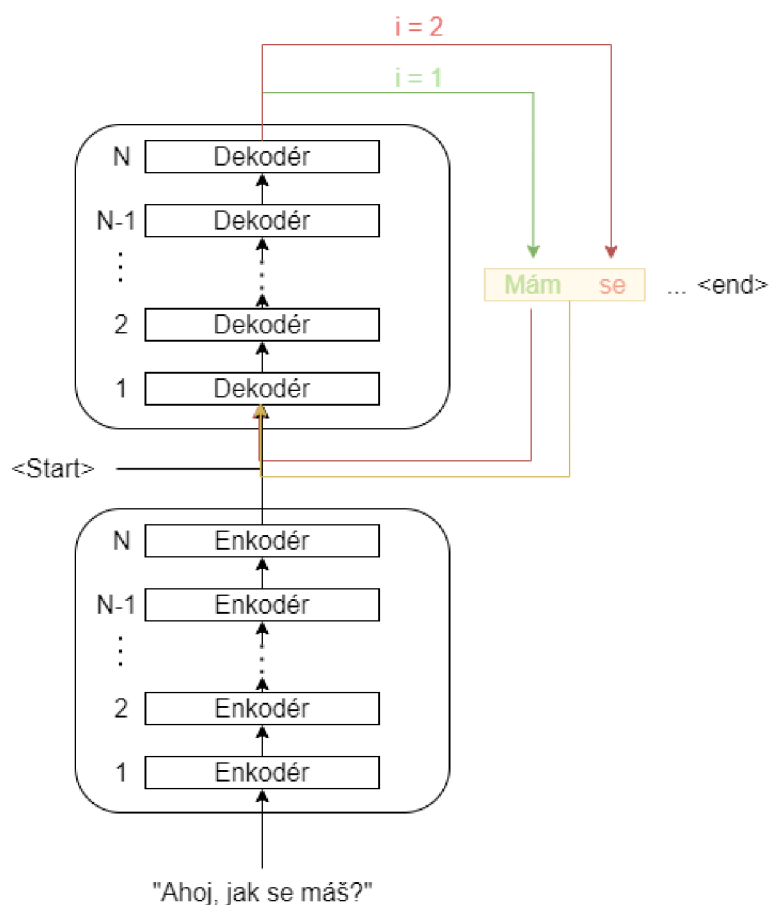 i = 2
i = 1
N Dekodér
N-1 Dekodér
⋮
2 Dekodér
1 Dekodér
Mám se ... <end>
<Start>
N Enkodér
N-1 Enkodér
⋮
2 Enkodér
1 Enkodér
"Ahoj, jak se máš?"